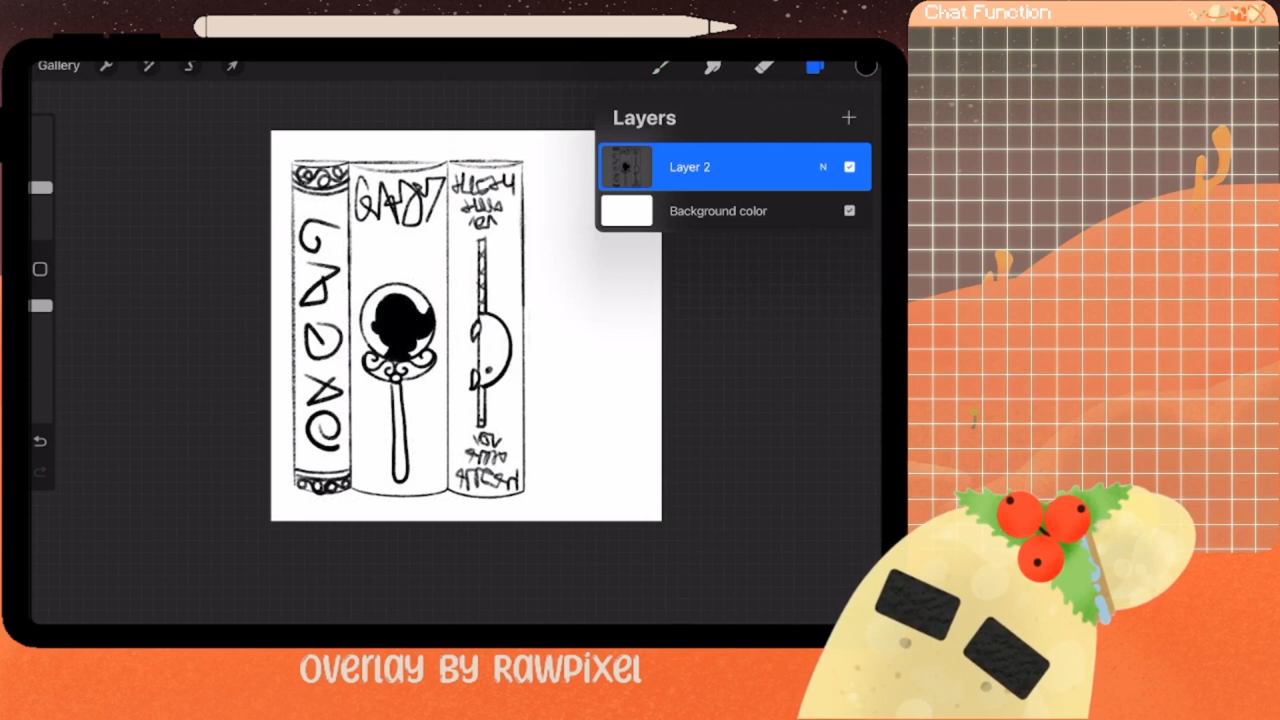 Chat Function
Gallery
Layers
Layer 2
N
Background color
OVERLAY BY RAWPIXEL